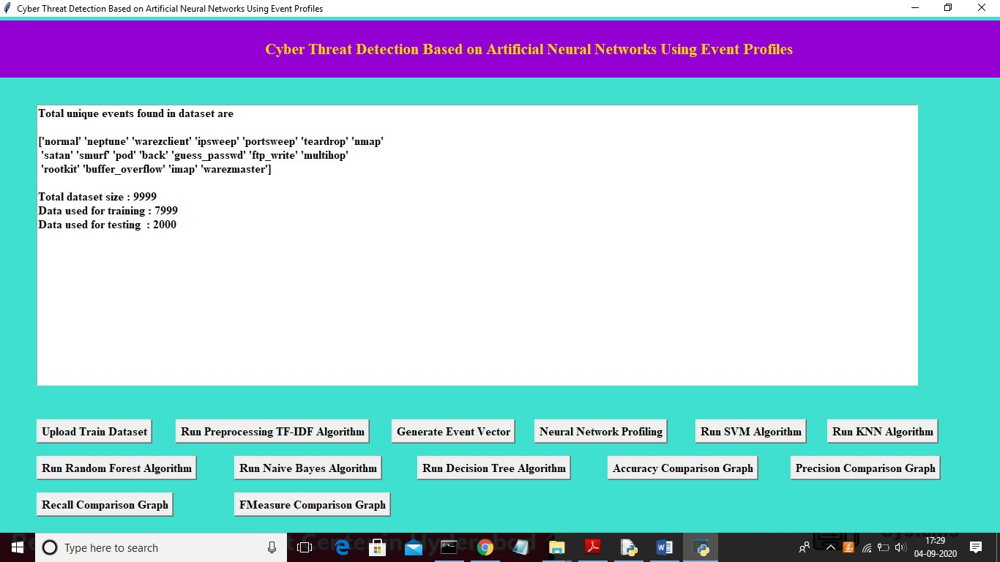 Cyber Threat Detection Based on Artificial Neural Networks Using Event Profiles
Cyber Threat Detection Based on Artificial Neural Networks Using Event Profiles
Total unique events found in dataset are
['normal' 'neptune' 'warezclient' 'ipsweep' 'portsweep' 'teardrop' 'nmap'
'satan' 'smurf' 'pod' 'back' 'guess_passwd' 'ftp_write' 'multihop'
'rootkit' 'buffer_overflow' 'imap' 'warezmaster']
Total dataset size : 9999
Data used for training : 7999
Data used for testing  : 2000
Upload Train Dataset Run Preprocessing TF-IDF Algorithm Generate Event Vector Neural Network Profiling Run SVM Algorithm Run KNN Algorithm
Run Random Forest Algorithm Run Naive Bayes Algorithm Run Decision Tree Algorithm Accuracy Comparison Graph Precision Comparison Graph
Recall Comparison Graph FMeasure Comparison Graph
Type here to search
17:29
04-09-2020